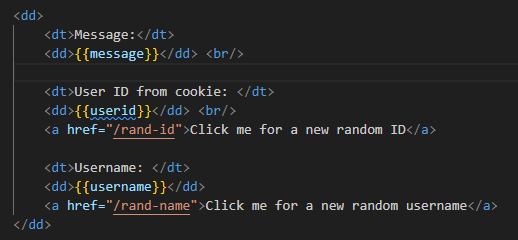 <dd>
<dt>Message:</dt>
<dd>{{message}}</dd> <br/>
<dt>User ID from cookie: </dt>
<dd>{{userid}}</dd> <br/>
<a href="/rand-id">Click me for a new random ID</a>
<dt>Username: </dt>
<dd>{{username}}</dd>
<a href="/rand-name">Click me for a new random username</a>
</dd>